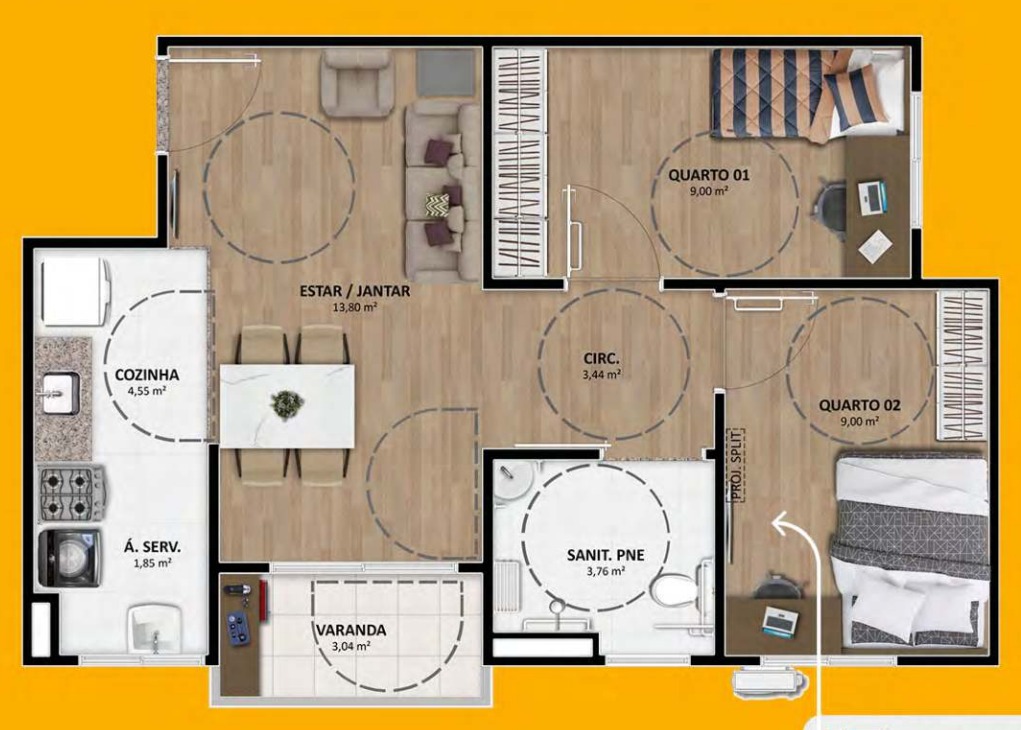 QUARTO 01
9,00 m²
ESTAR / JANTAR
13,80 m²
CIRC.
3,44 m²
COZINHA
4,55 m²
QUARTO 02
9,00 m²
PROJ. SPLIT
Á. SERV.
1,85 m²
SANIT. PNE
3,76 m²
VARANDA
3,04 m²